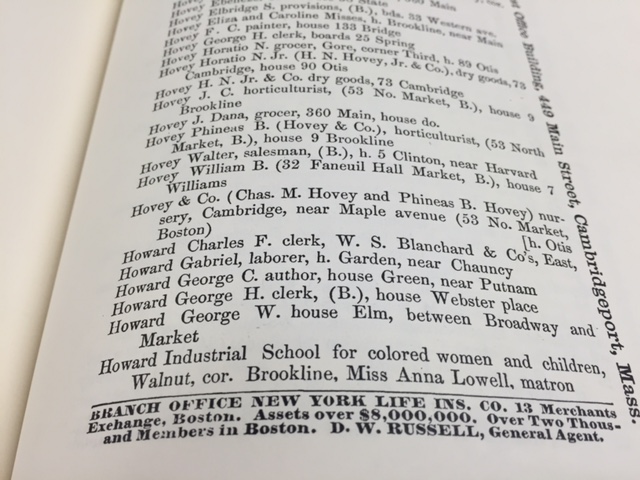 Hovey Elbridge S. provisions, (B.), bds. 33 Western ave.
Hovey Eliza and Caroline Misses, h. Brookline, near Main
Hovey F. C. painter, house 133 Bridge
Hovey George H. clerk, boards 25 Spring
Hovey Horatio N. grocer, Gore, corner Third, h. 89 Otis
Hovey Horatio N. Jr. (H. N. Hovey, Jr. & Co.), dry goods, 73
Cambridge, house 90 Otis
Hovey H. N. Jr. & Co. dry goods, 73 Cambridge
Hovey J. C. horticulturist, (53 No. Market, B.), house 9
Brookline
Hovey J. Dana, grocer, 360 Main, house do.
Hovey Phineas B. (Hovey & Co.), horticulturist, (53 North
Market, B.), house 9 Brookline
Hovey Walter, salesman, (B.), h. 5 Clinton, near Harvard
Hovey William B. (32 Faneuil Hall Market, B.), house 7
Williams
Hovey & Co. (Chas. M. Hovey and Phineas B. Hovey) nur-
sery, Cambridge, near Maple avenue (53 No. Market,
Boston) [h. Otis
Howard Charles F. clerk, W. S. Blanchard & Co's, East,
Howard Gabriel, laborer, h. Garden, near Chauncy
Howard George C. author, house Green, near Putnam
Howard George H. clerk, (B.), house Webster place
Howard George W. house Elm, between Broadway and
Market
Howard Industrial School for colored women and children,
Walnut, cor. Brookline, Miss Anna Lowell, matron
BRANCH OFFICE NEW YORK LIFE INS. CO. 13 Merchants
Exchange, Boston. Assets over $8,000,000. Over Two Thous-
and Members in Boston. D. W. RUSSELL, General Agent.
Office Building, 449 Main Street, Cambridgeport, Mass.